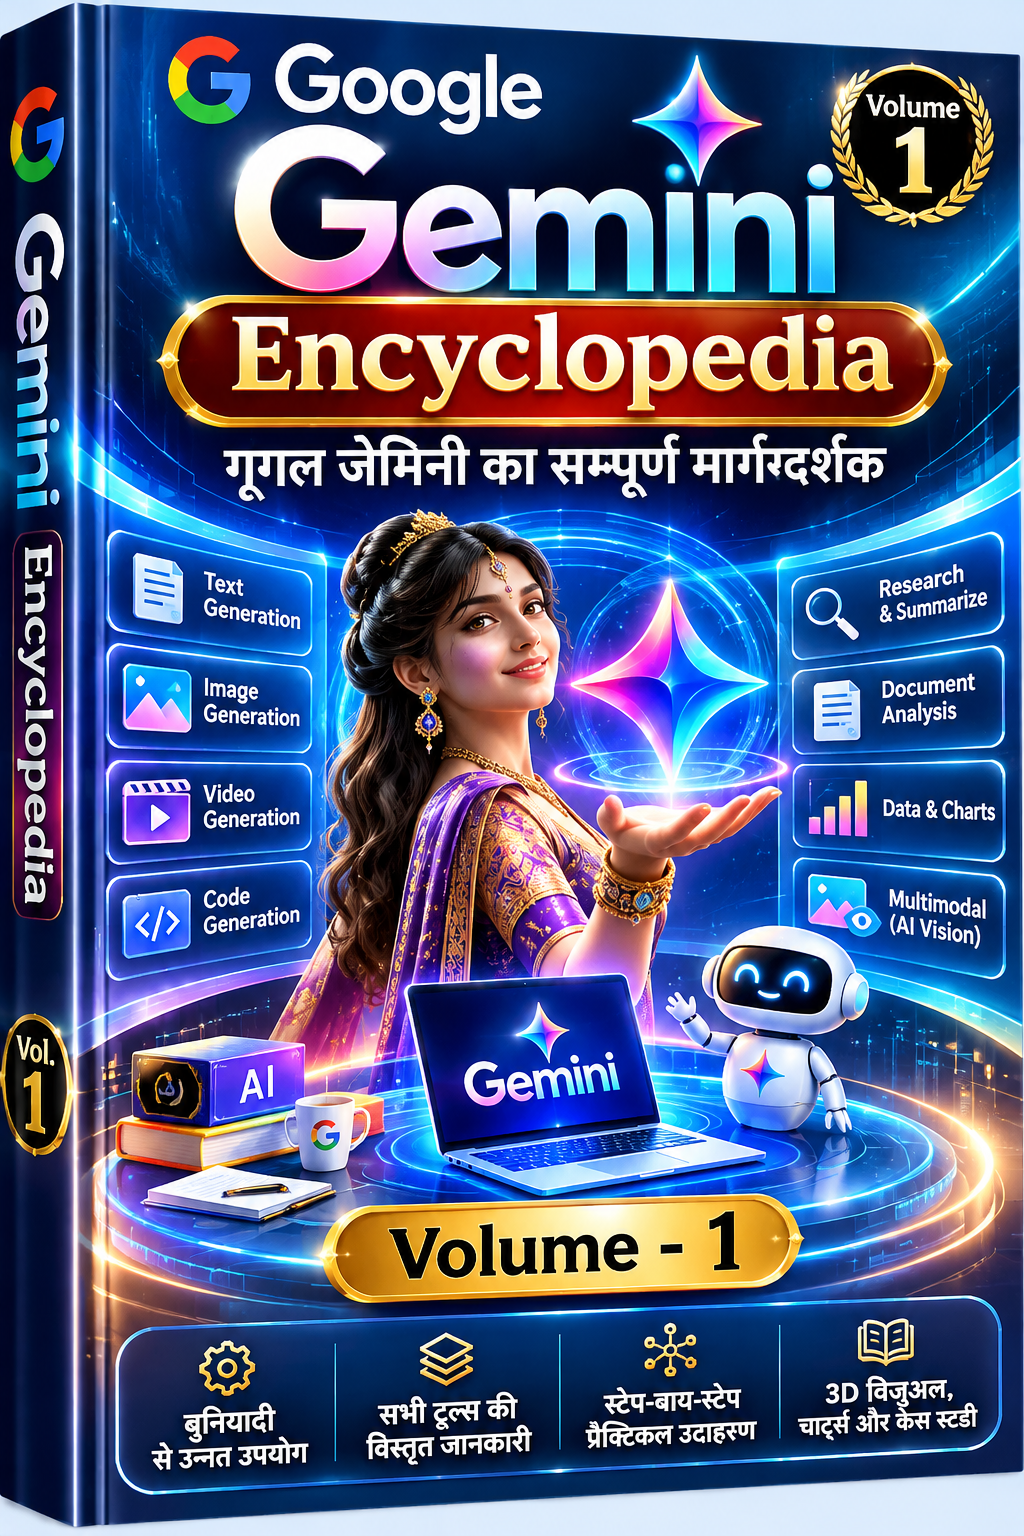 Google
Gemini
Encyclopedia
Volume
1
गूगल जेमिनी का सम्पूर्ण मार्गरदर्शक
Gemini Encyclopedia
Vol.
1
Text
Generation
Image
Generation
Video
Generation
Code
Generation
Research
& Summarize
Document
Analysis
Data & Charts
Multimodal
(AI Vision)
AI
G
Gemini
Volume - 1
बुनियादी
से उन्नत उपयोग
सभी टूल्स की
विस्तृत जानकारी
स्टेप-बाय-स्टेप
प्रैक्टिकल उदाहरण
3D विजुअल,
चार्ट्स और केस स्टडी